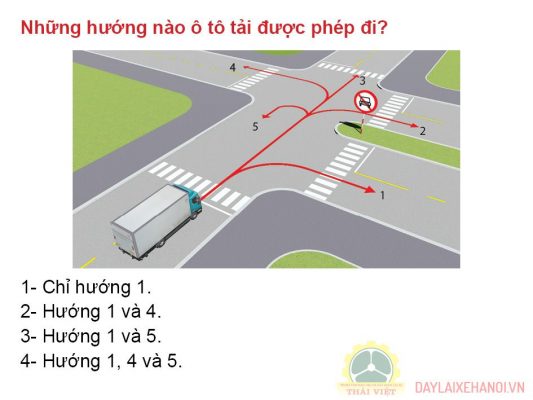 Những hướng nào ô tô tải được phép đi?
4
3
5
2
1
1- Chỉ hướng 1.
2- Hướng 1 và 4.
3- Hướng 1 và 5.
4- Hướng 1, 4 và 5.
THÁI VIỆT
DAYLAIXEHANOI.VN